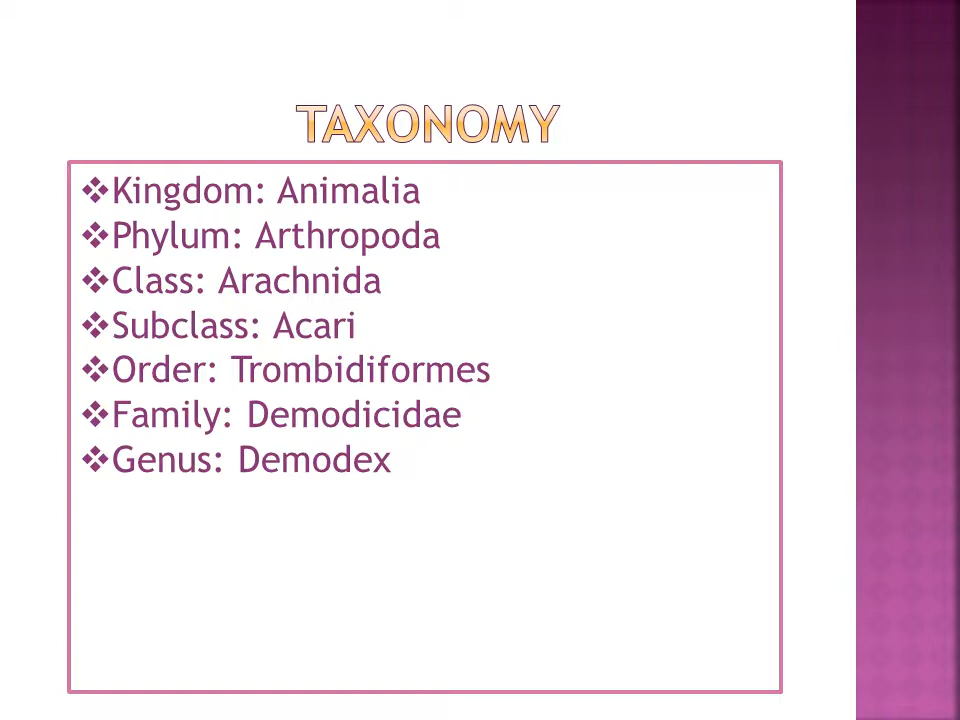 TAXONOMY
❖Kingdom: Animalia
❖Phylum: Arthropoda
❖Class: Arachnida
❖Subclass: Acari
❖Order: Trombidiformes
❖Family: Demodicidae
❖Genus: Demodex